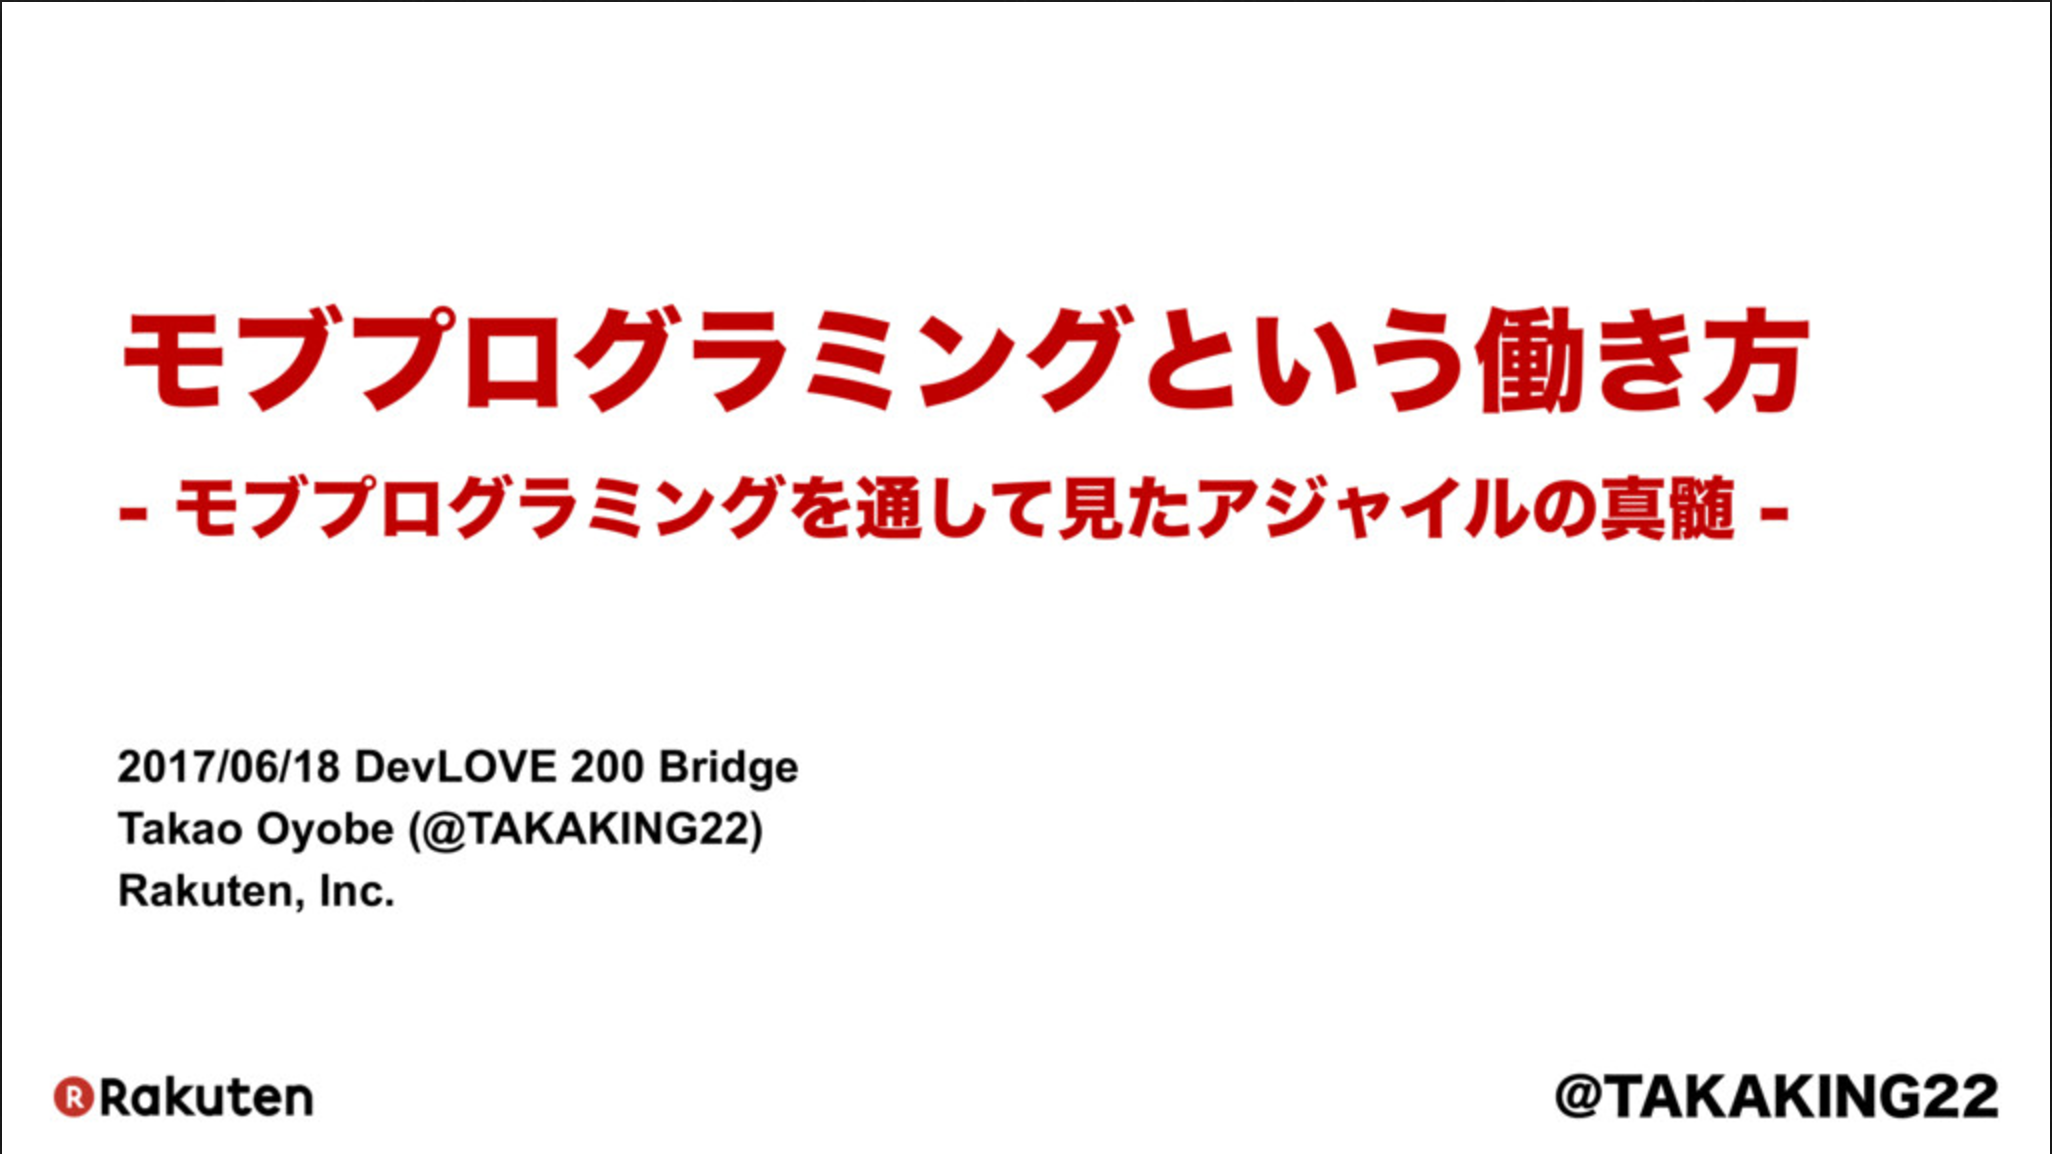 モブプログラミングという働き方
- モブプログラミングを通して見たアジャイルの真髄 -
2017/06/18 DevLOVE 200 Bridge
Takao Oyobe (@TAKAKING22)
Rakuten, Inc.
R Rakuten
@TAKAKING22